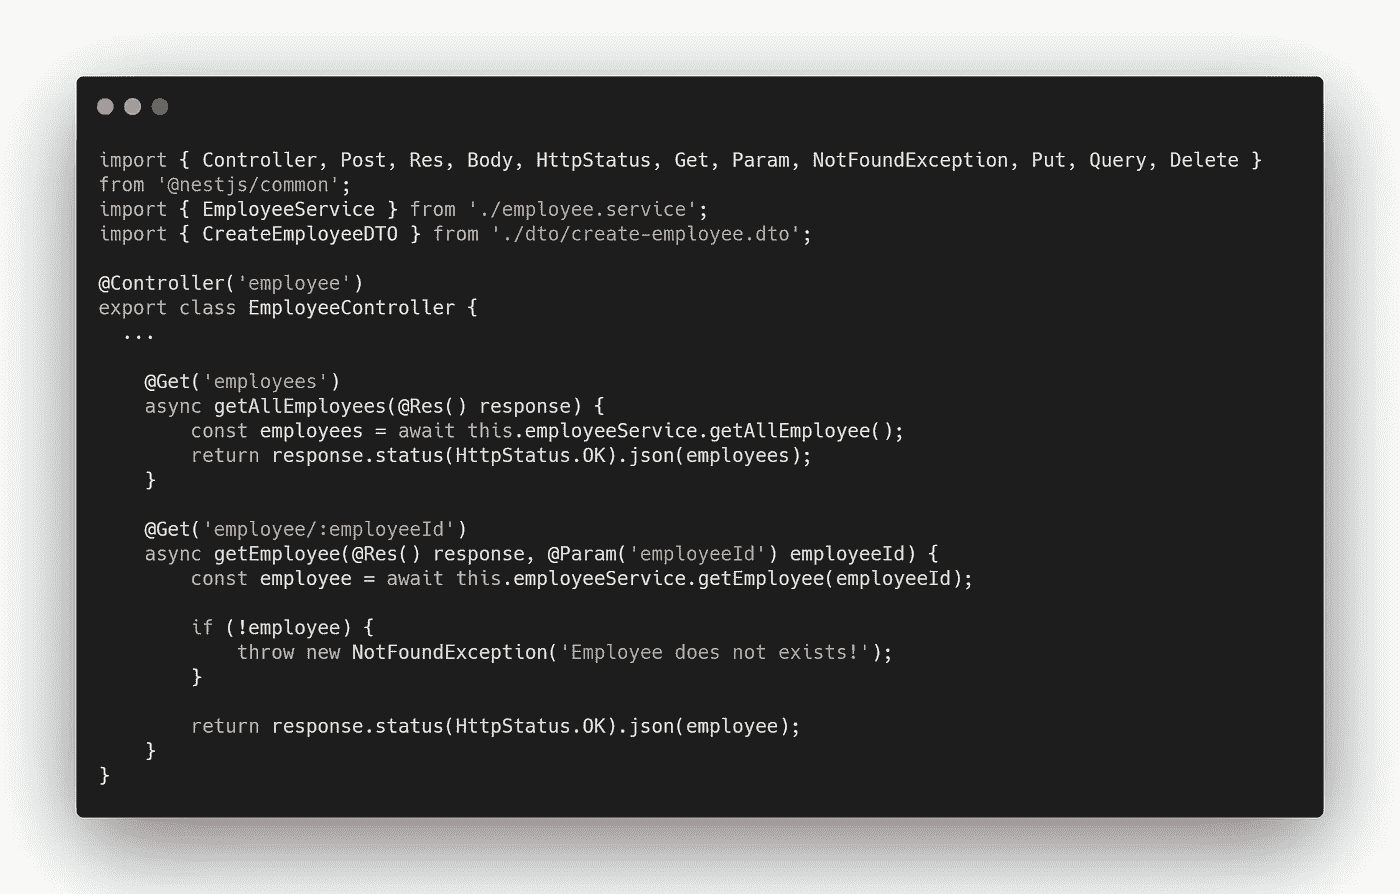 import { Controller, Post, Res, Body, HttpStatus, Get, Param, NotFoundException, Put, Query, Delete }
from '@nestjs/common';
import { EmployeeService } from './employee.service';
import { CreateEmployeeDTO } from './dto/create-employee.dto';

@Controller('employee')
export class EmployeeController {
  ...

    @Get('employees')
    async getAllEmployees(@Res() response) {
        const employees = await this.employeeService.getAllEmployee();
        return response.status(HttpStatus.OK).json(employees);
    }

    @Get('employee/:employeeId')
    async getEmployee(@Res() response, @Param('employeeId') employeeId) {
        const employee = await this.employeeService.getEmployee(employeeId);

        if (!employee) {
            throw new NotFoundException('Employee does not exists!');
        }

        return response.status(HttpStatus.OK).json(employee);
    }
}